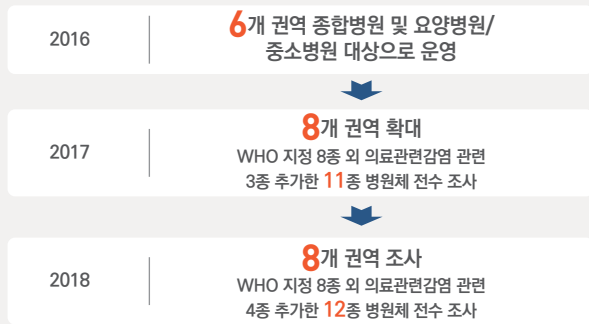 2016
6개 권역 종합병원 및 요양병원/
중소병원 대상으로 운영
2017
8개 권역 확대
WHO 지정 8종 외 의료관련감염 관련
3종 추가한 11종 병원체 전수 조사
2018
8개 권역 조사
WHO 지정 8종 외 의료관련감염 관련
4종 추가한 12종 병원체 전수 조사